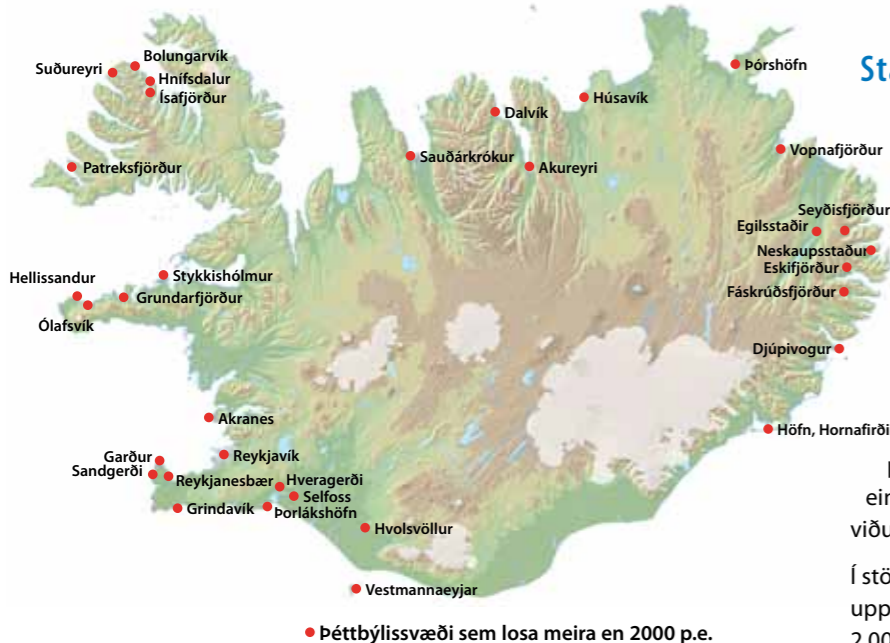 Bolungarvík
Suðureyri
Hnífsdalur
Ísafjörður
Patreksfjörður
Þórshöfn
Húsavík
Dalvík
Sauðárkrókur
Akureyri
Vopnafjörður
Seyðisfjörður
Egilsstaðir
Neskaupsstaður
Eskifjörður
Fáskrúðsfjörður
Djúpivogur
Höfn, Hornafirði
Stykkishólmur
Hellissandur
Grundarfjörður
Ólafsvík
Akranes
Reykjavík
Garður
Sandgerði
Reykjanesbær
Hveragerði
Selfoss
Grindavík
Þorlákshöfn
Hvolsvöllur
Vestmannaeyjar
Þéttbýlissvæði sem losa meira en 2000 p.e.